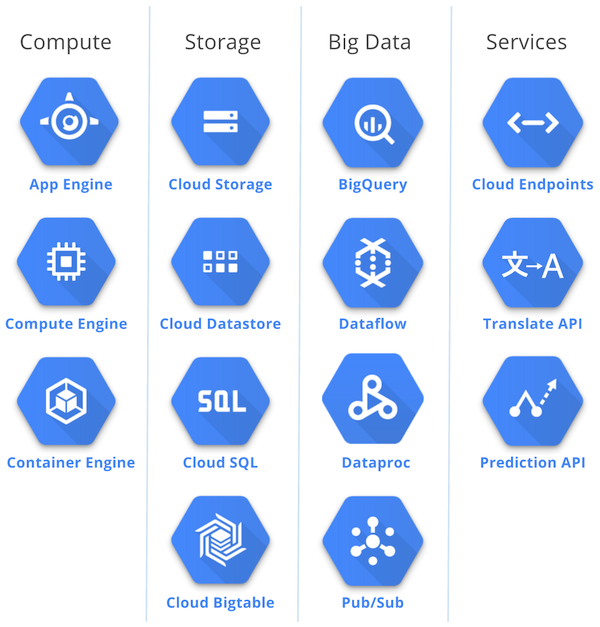 Compute
Storage
Big Data
Services
App Engine
Cloud Storage
BigQuery
Cloud Endpoints
文→A
Compute Engine
Cloud Datastore
Dataflow
Translate API
SQL
Container Engine
Cloud SQL
Dataproc
Prediction API
Cloud Bigtable
Pub/Sub